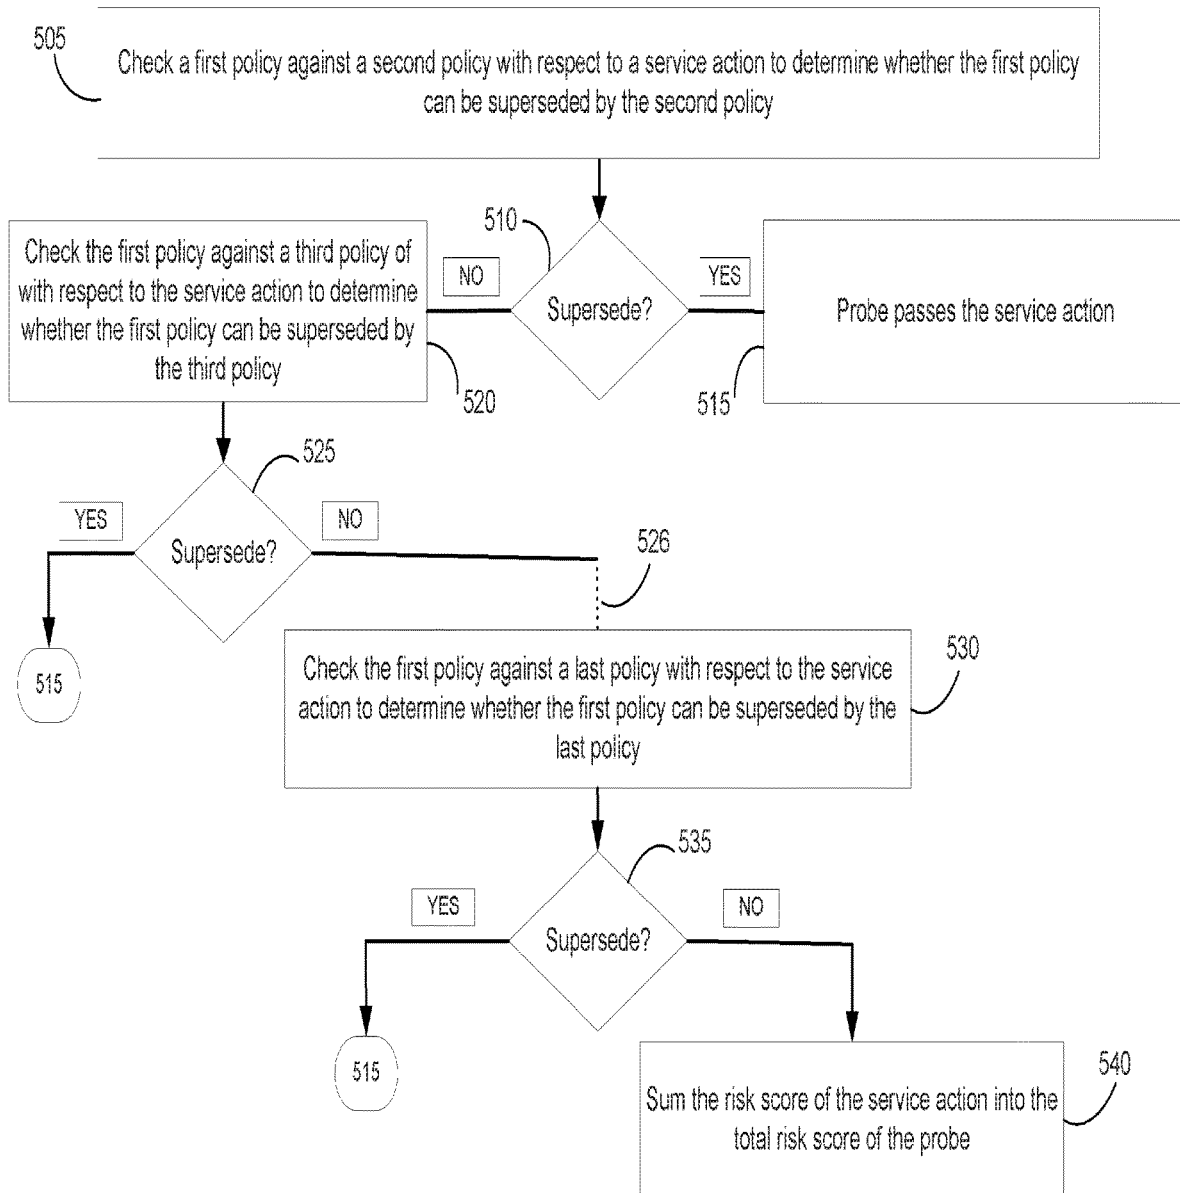 505
Check a first policy against a second policy with respect to a service action to determine whether the first policy
can be superseded by the second policy
510
Check the first policy against a third policy of
with respect to the service action to determine
whether the first policy can be superseded by
the third policy
NO
Supersede?
YES
Probe passes the service action
520
515
525
YES
NO
Supersede?
526
515
Check the first policy against a last policy with respect to the service
action to determine whether the first policy can be superseded by the
last policy
530
535
YES
NO
Supersede?
515
540
Sum the risk score of the service action into the
total risk score of the probe